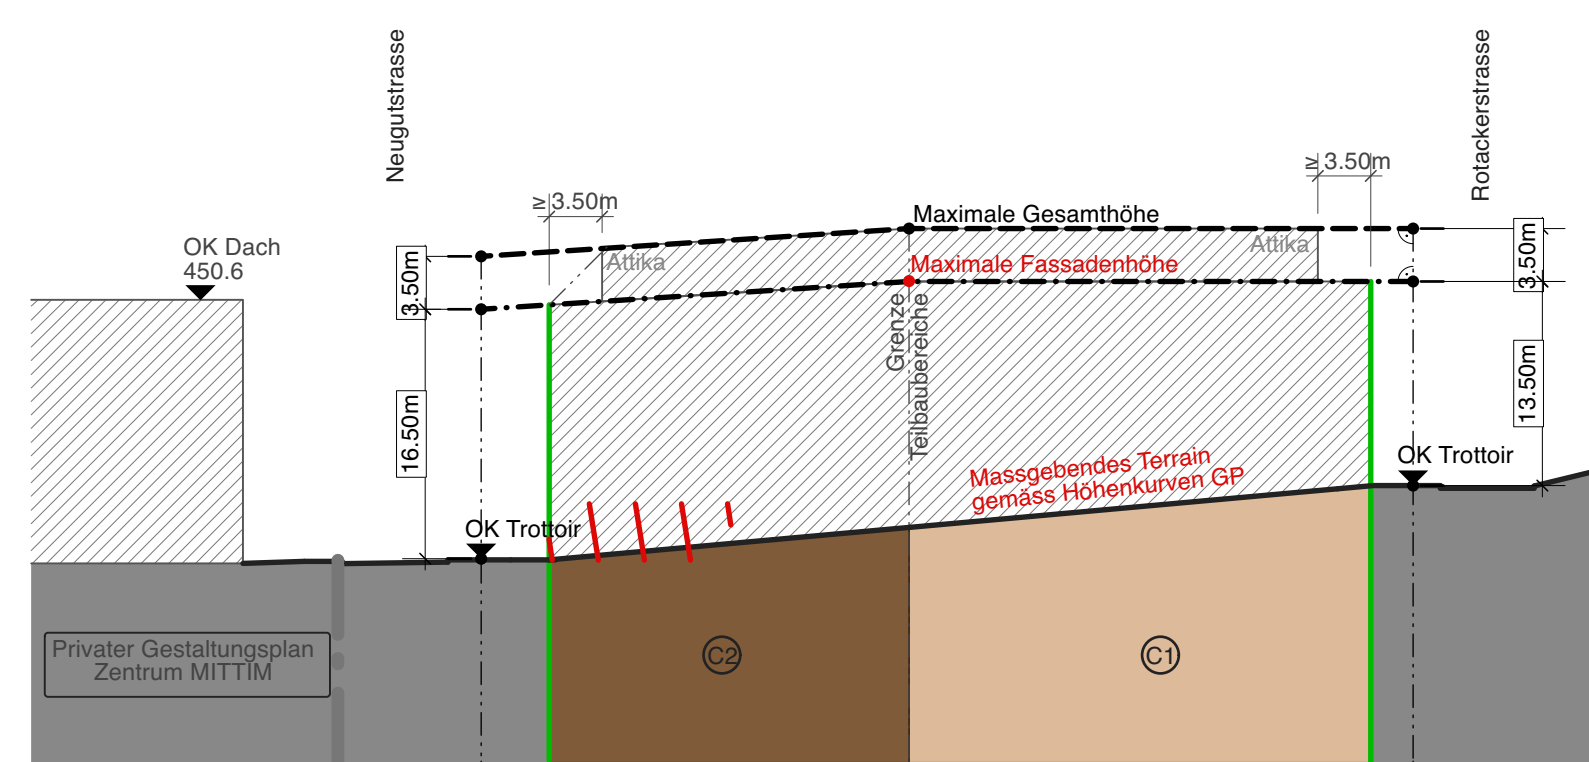 Neugutstrasse
Rotackerstrasse
≥ 3.50m
≥ 3.50m
Maximale Gesamthöhe
OK Dach
450.6
Attika
Attika
Maximale Fassadenhöhe
3.50m
3.50m
Grenze
Teilbaubereiche
16.50m
13.50m
Massgebendes Terrain
gemäss Höhenkurven GP
OK Trottoir
OK Trottoir
Privater Gestaltungsplan
Zentrum MITTIM
C2
C1